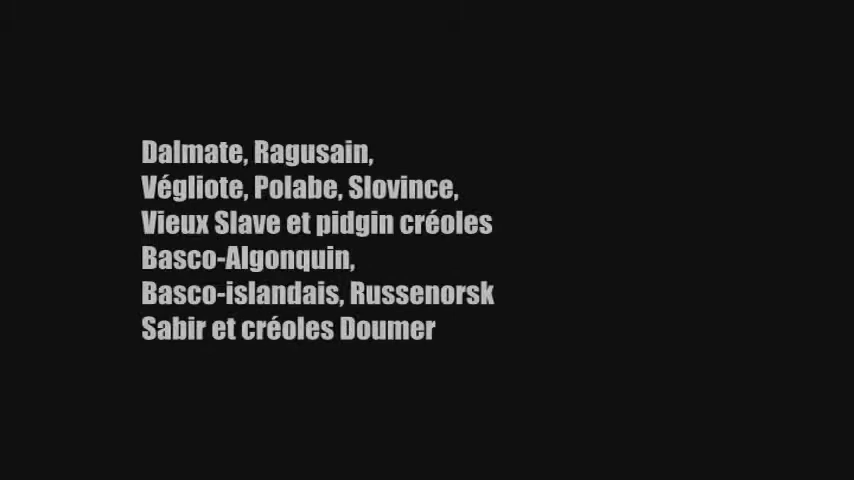 Dalmate, Ragusain,
Végliote, Polabe, Slovince,
Vieux Slave et pidgin créoles
Basco-Algonquin,
Basco-islandais, Russenorsk
Sabir et créoles Doumer